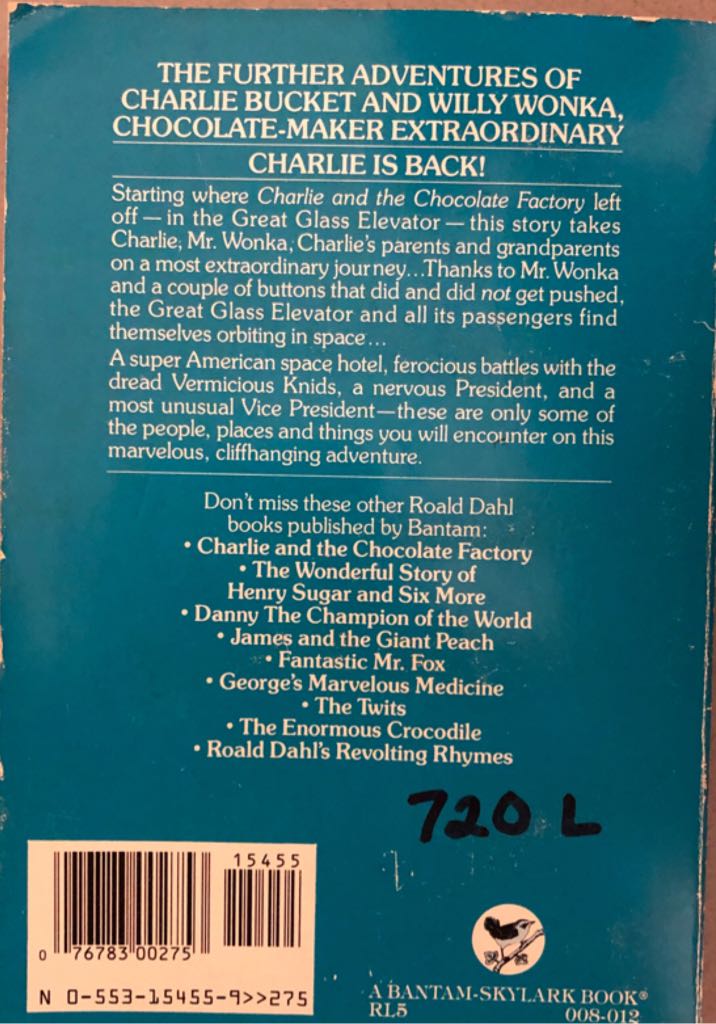 THE FURTHER ADVENTURES OF
CHARLIE BUCKET AND WILLY WONKA,
CHOCOLATE-MAKER EXTRAORDINARY
CHARLIE IS BACK!
Starting where Charlie and the Chocolate Factory left
off — in the Great Glass Elevator — this story takes
Charlie, Mr. Wonka, Charlie's parents and grandparents
on a most extraordinary journey...Thanks to Mr. Wonka
and a couple of buttons that did and did not get pushed,
the Great Glass Elevator and all its passengers find
themselves orbiting in space...
A super American space hotel, ferocious battles with the
dread Vermicious Knids, a nervous President, and a
most unusual Vice President—these are only some of
the people, places and things you will encounter on this
marvelous, cliffhanging adventure.
Don't miss these other Roald Dahl
books published by Bantam:
• Charlie and the Chocolate Factory
• The Wonderful Story of
Henry Sugar and Six More
• Danny The Champion of the World
• James and the Giant Peach
• Fantastic Mr. Fox
• George's Marvelous Medicine
• The Twits
• The Enormous Crocodile
• Roald Dahl's Revolting Rhymes
720 L
15455
0 76783 00275
N 0-553-15455-9>>275
A BANTAM-SKYLARK BOOK®
RL5 008-012